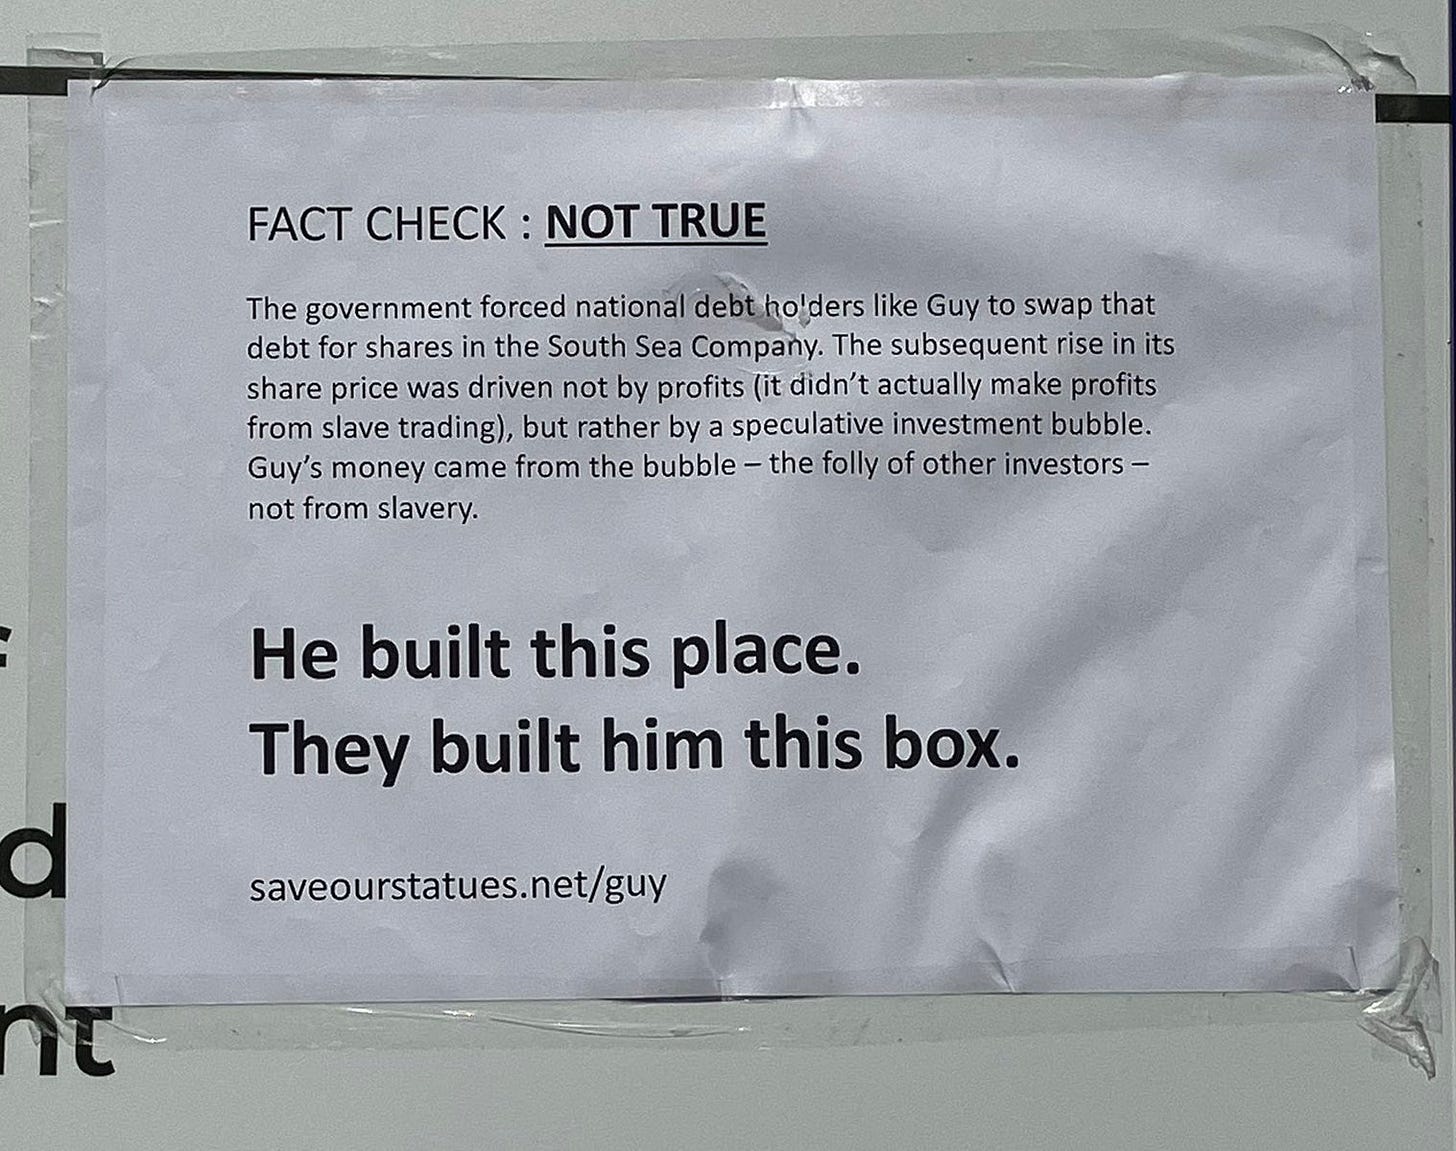 FACT CHECK : NOT TRUE
The government forced national debt holders like Guy to swap that
debt for shares in the South Sea Company. The subsequent rise in its
share price was driven not by profits (it didn’t actually make profits
from slave trading), but rather by a speculative investment bubble.
Guy’s money came from the bubble – the folly of other investors –
not from slavery.
He built this place.
They built him this box.
saveourstatues.net/guy
d
nt